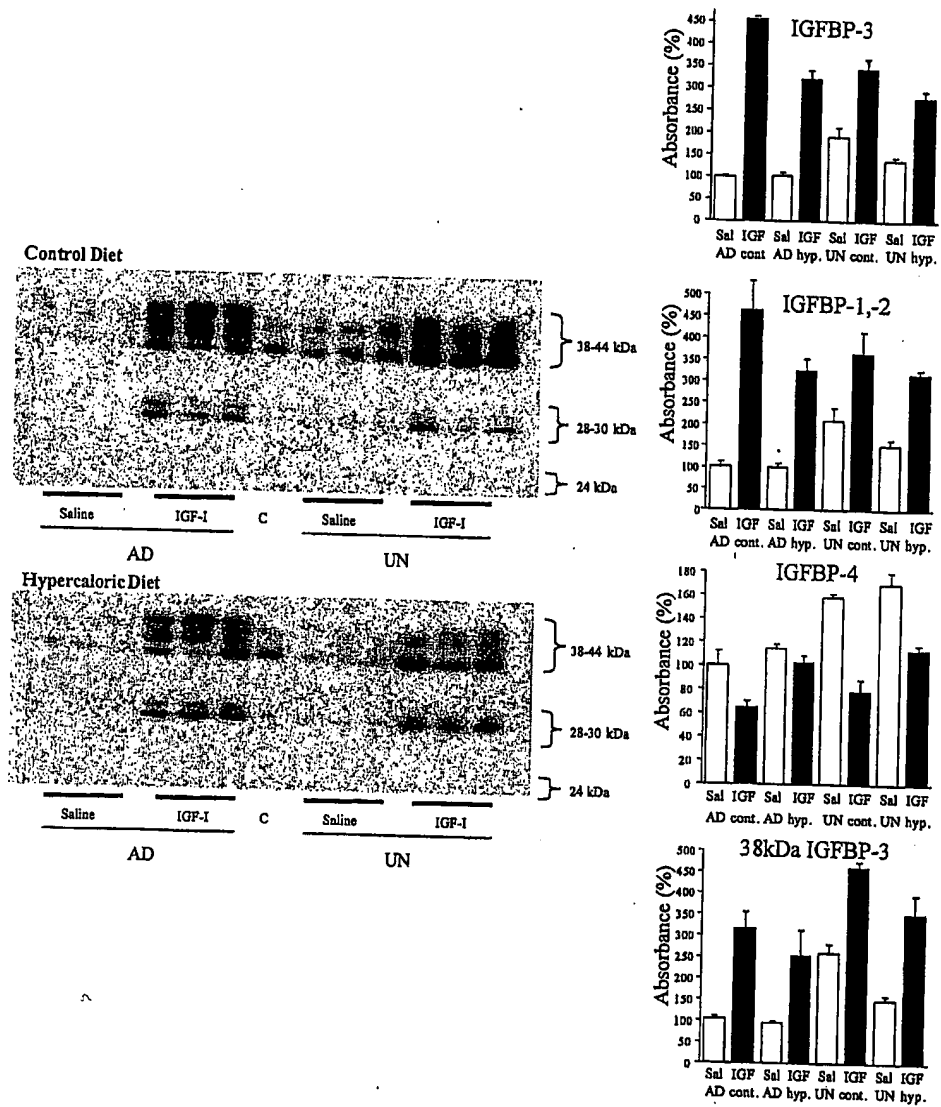 Control Diet
38-44 kDa
28-30 kDa
24 kDa
Saline IGF-I C Saline IGF-I
AD UN
Hypercaloric Diet
38-44 kDa
28-30 kDa
24 kDa
Saline IGF-I C Saline IGF-I
AD UN
IGFBP-3
Absorbance (%)
450
400
350
300
250
200
150
100
50
0
Sal IGF Sal IGF Sal IGF Sal IGF
AD cont AD hyp. UN cont. UN hyp.
IGFBP-1,-2
Absorbance (%)
500
450
400
350
300
250
200
150
100
50
0
Sal IGF Sal IGF Sal IGF Sal IGF
AD cont. AD hyp. UN cont. UN hyp.
IGFBP-4
Absorbance (%)
180
160
140
120
100
80
60
40
20
0
Sal IGF Sal IGF Sal IGF Sal IGF
AD cont. AD hyp. UN cont. UN hyp.
38kDa IGFBP-3
Absorbance (%)
500
450
400
350
300
250
200
150
100
50
0
Sal IGF Sal IGF Sal IGF Sal IGF
AD cont. AD hyp. UN cont. UN hyp.